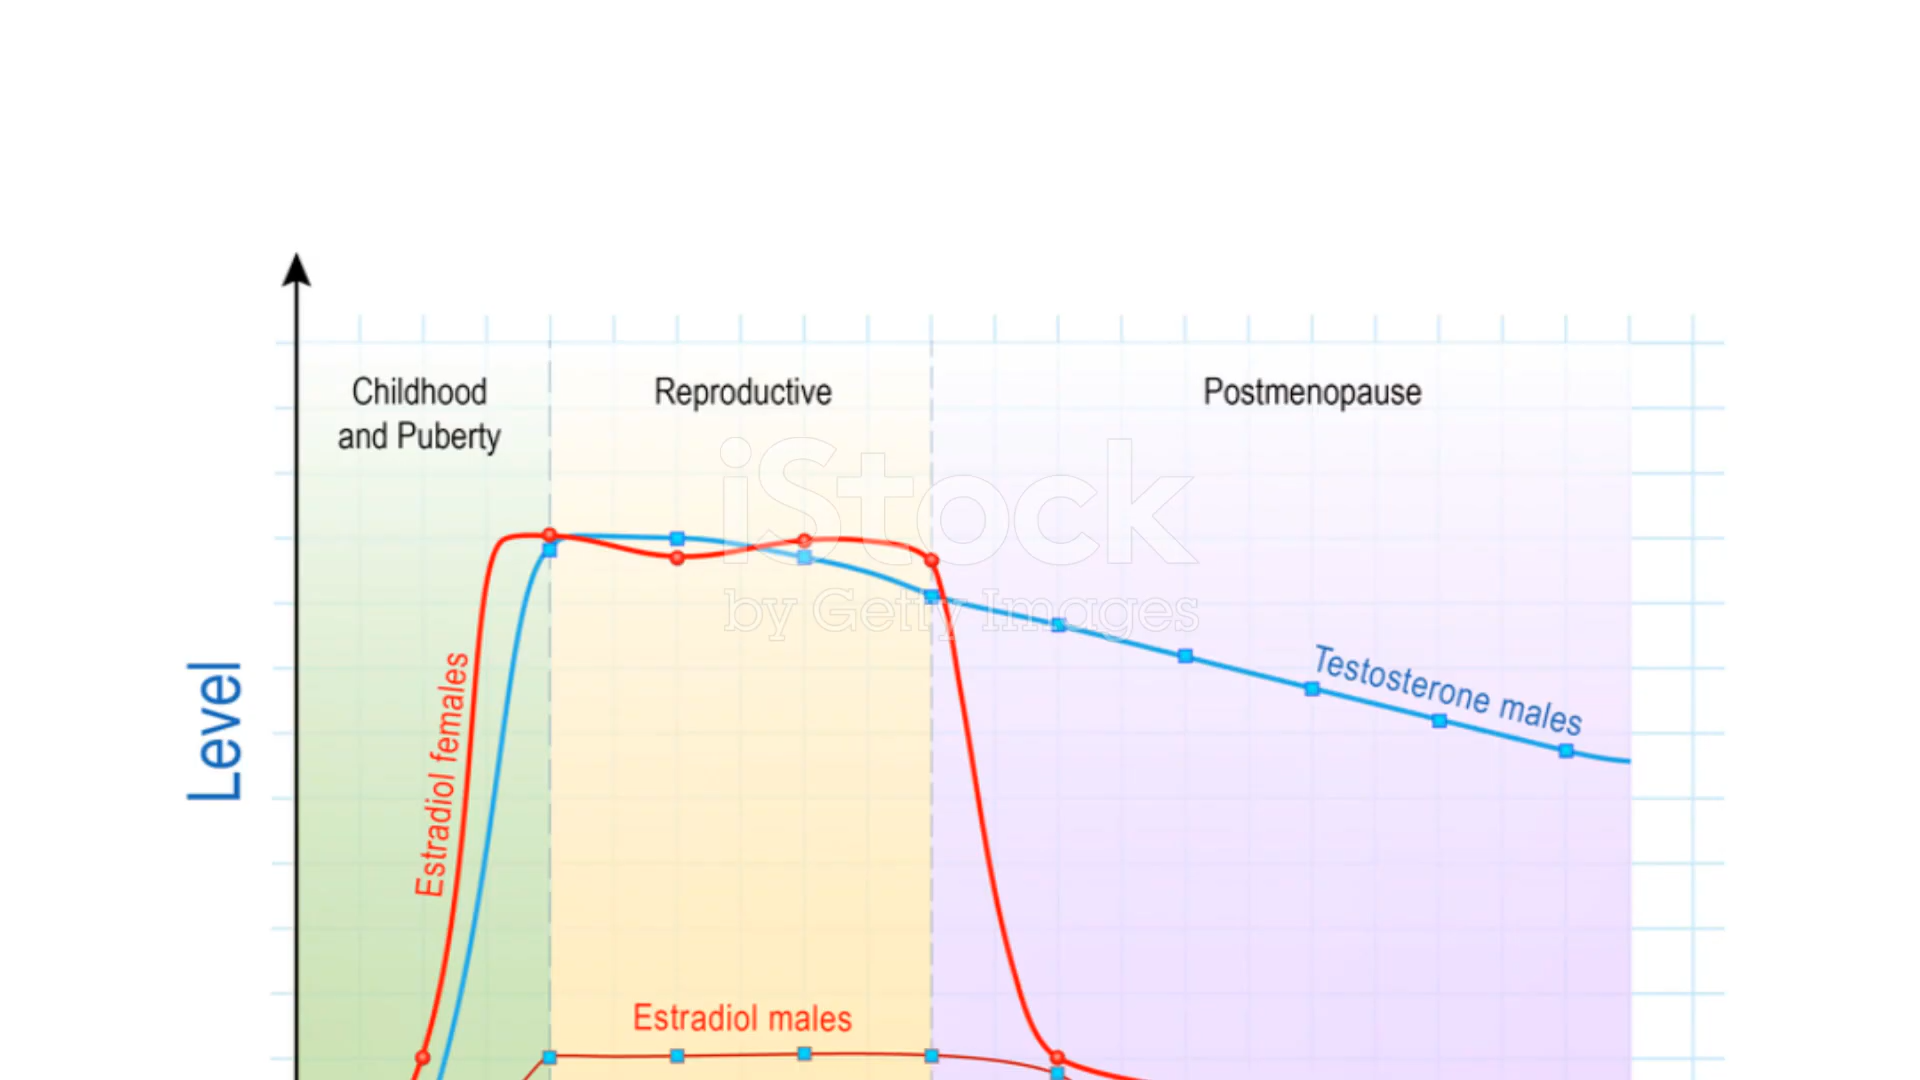 Childhood
and Puberty
Reproductive
Postmenopause
iStock
by Getty Images
Level
Estradiol females
Testosterone males
Estradiol males